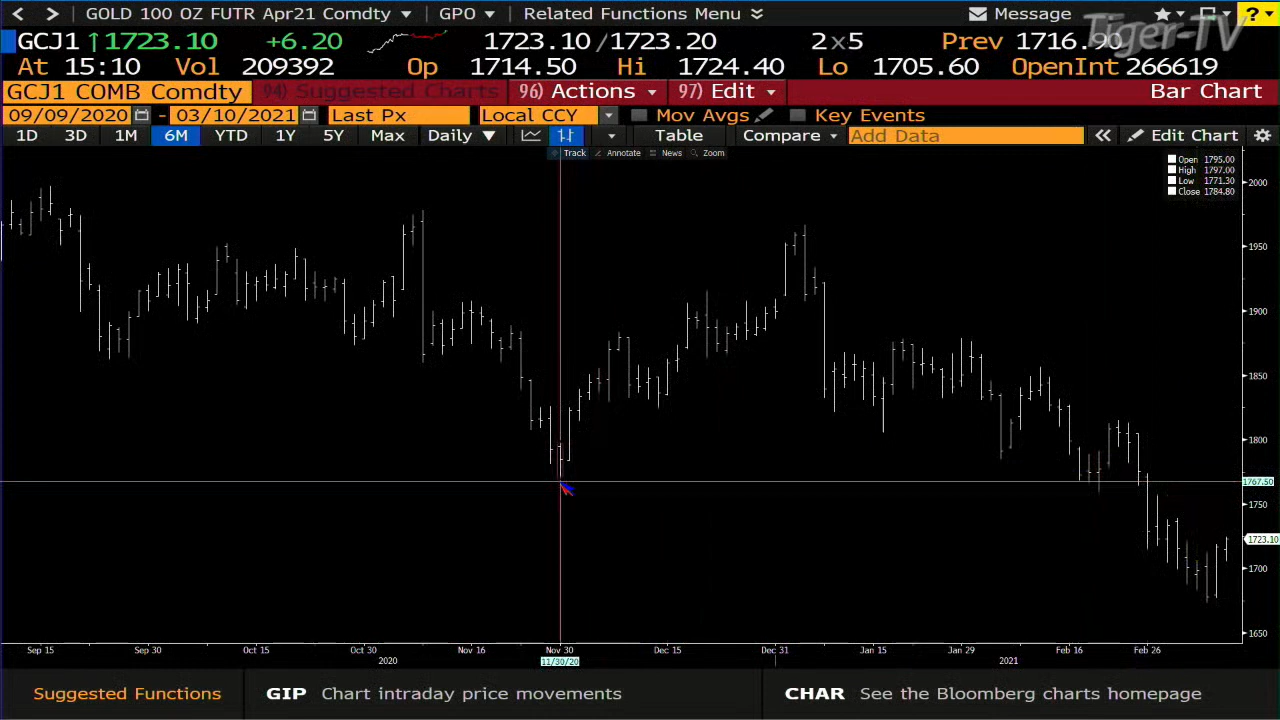 GOLD 100 OZ FUTR Apr21 Comdty GPO Related Functions Menu Message ?
GCJ1 ↑1723.10 +6.20 1723.10/1723.20 2x5 Prev 1716.90 Tiger-TV
At 15:10 Vol 209392 Op 1714.50 Hi 1724.40 Lo 1705.60 OpenInt 266619
GCJ1 COMB Comdty 94) Suggested Charts 96) Actions 97) Edit Bar Chart
09/09/2020 - 03/10/2021 Last Px Local CCY Mov Avgs Key Events
1D 3D 1M 6M YTD 1Y 5Y Max Daily ▼ Table Compare Add Data « Edit Chart
Track Annotate News Zoom
Open 1795.00
High 1797.00
Low 1771.30
Close 1784.80
2000
1950
1900
1850
1800
1767.50
1750
1723.10
1700
1650
Sep 15 Sep 30 Oct 15 Oct 30 Nov 16 Nov 30 Dec 15 Dec 31 Jan 15 Jan 29 Feb 16 Feb 26
2020 11/30/20 2021
Suggested Functions GIP Chart intraday price movements CHAR See the Bloomberg charts homepage